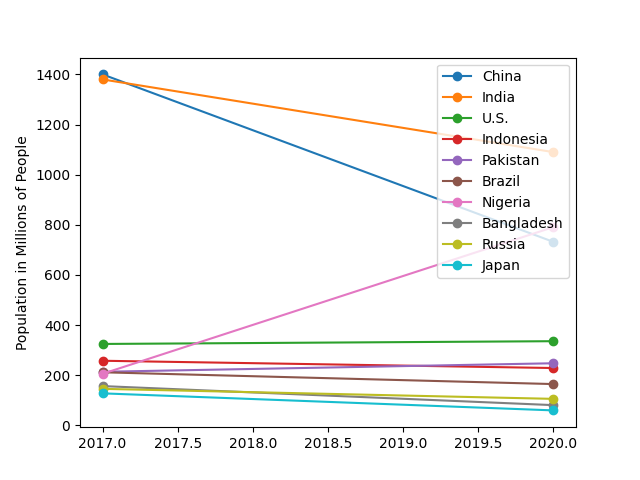 Population in Millions of People
1400
1200
1000
800
600
400
200
0
2017.0 2017.5 2018.0 2018.5 2019.0 2019.5 2020.0
China
India
U.S.
Indonesia
Pakistan
Brazil
Nigeria
Bangladesh
Russia
Japan